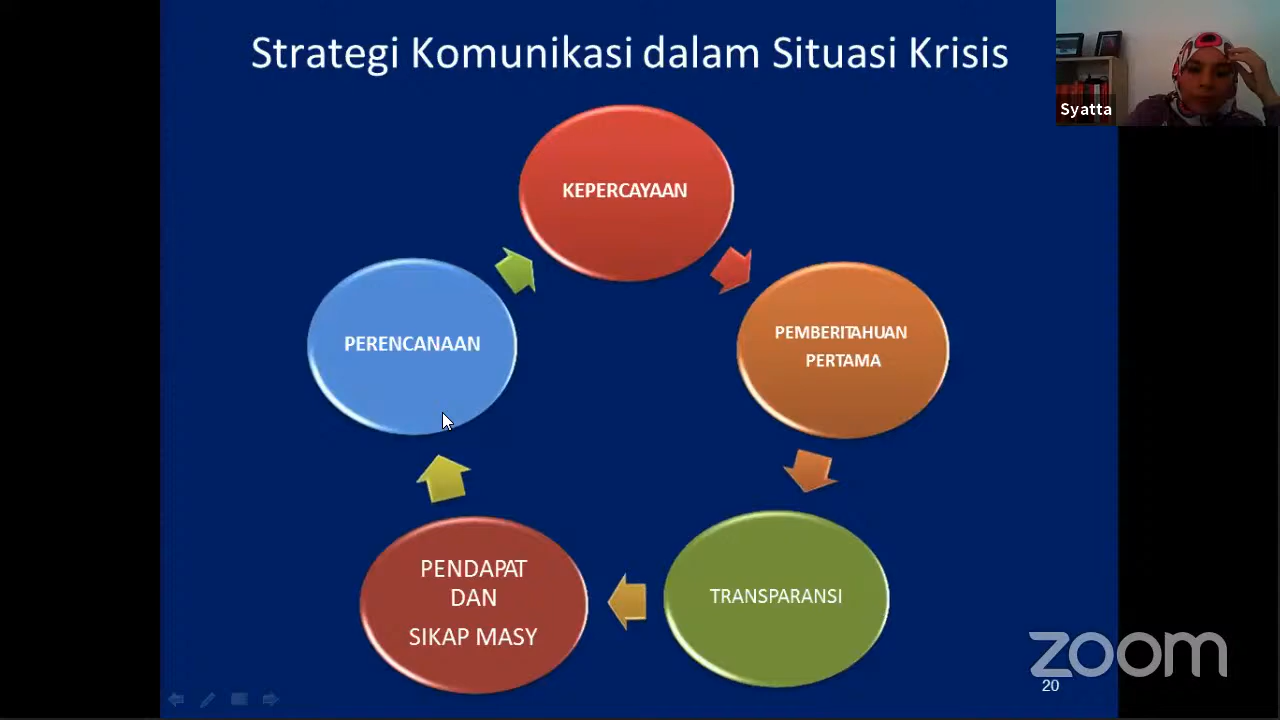 Strategi Komunikasi dalam Situasi Krisis
Syatta
KEPERCAYAAN
PEMBERITAHUAN
PERTAMA
TRANSPARANSI
PENDAPAT
DAN
SIKAP MASY
PERENCANAAN
zoom
20